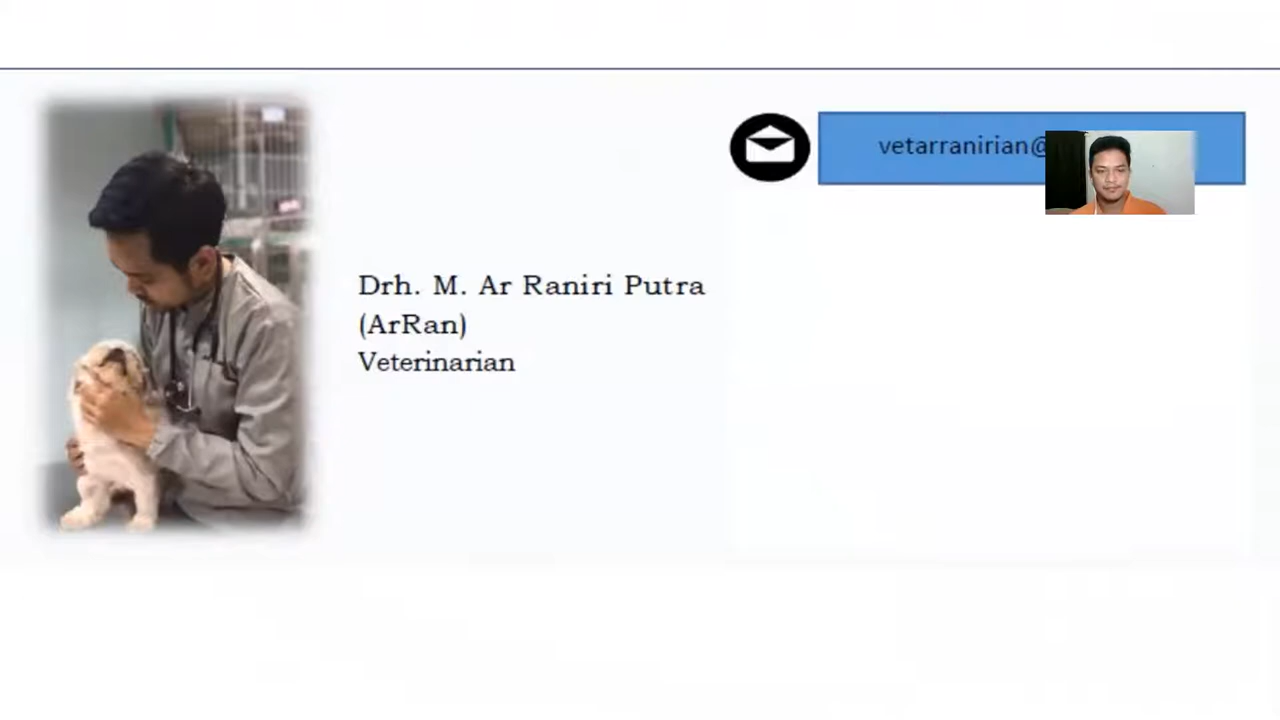 vetarranirian@
Drh. M. Ar Raniri Putra
(ArRan)
Veterinarian